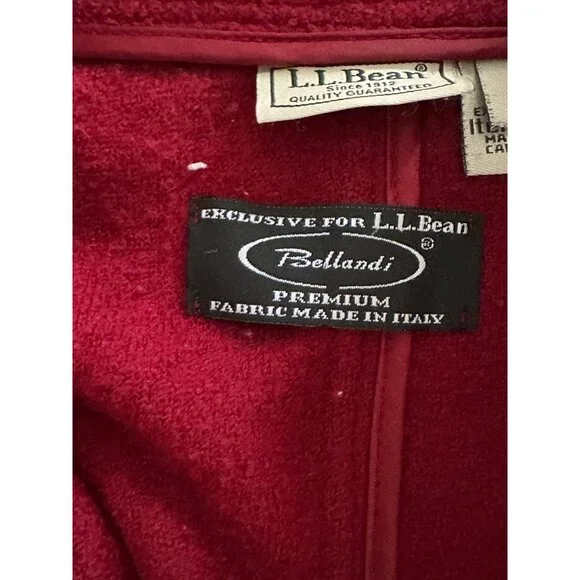 L.L.Bean®
Since 1912
QUALITY GUARANTEED
EXCLUSIVE FOR L.L.Bean
®
Bellandi
PREMIUM
FABRIC MADE IN ITALY